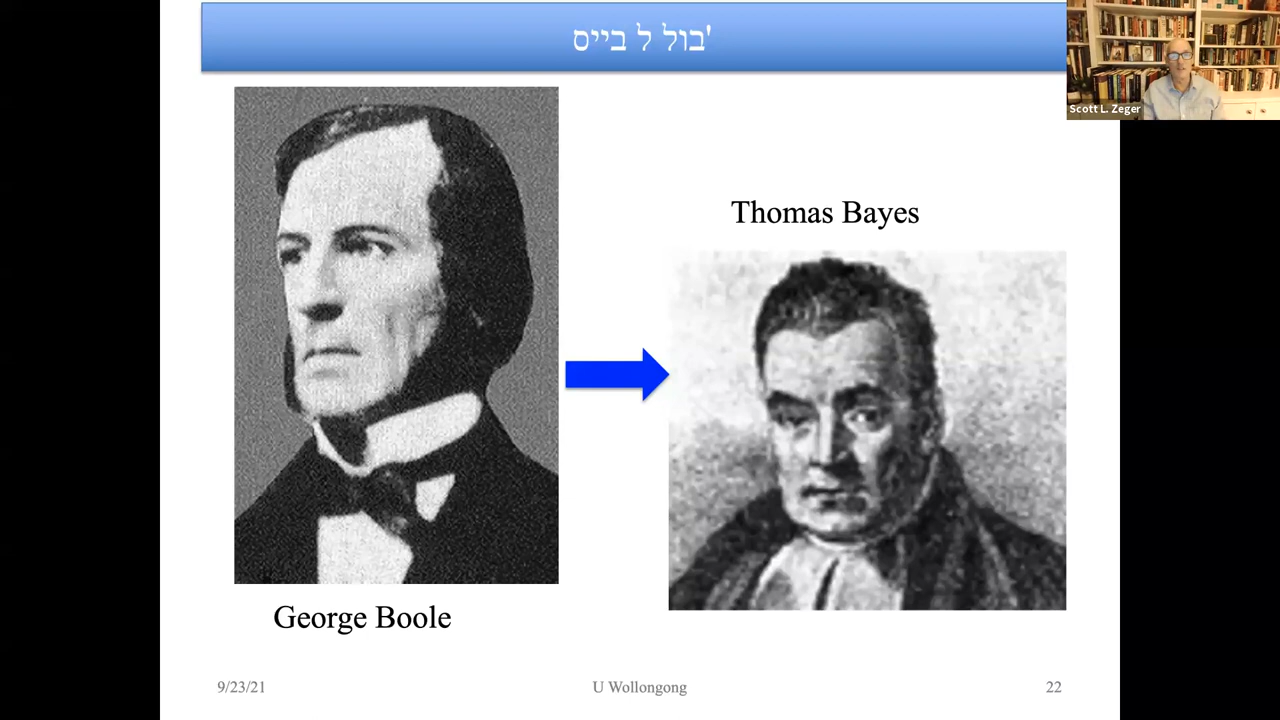 בול ל בייס'
Scott L. Zeger
Thomas Bayes
George Boole
9/23/21
U Wollongong
22